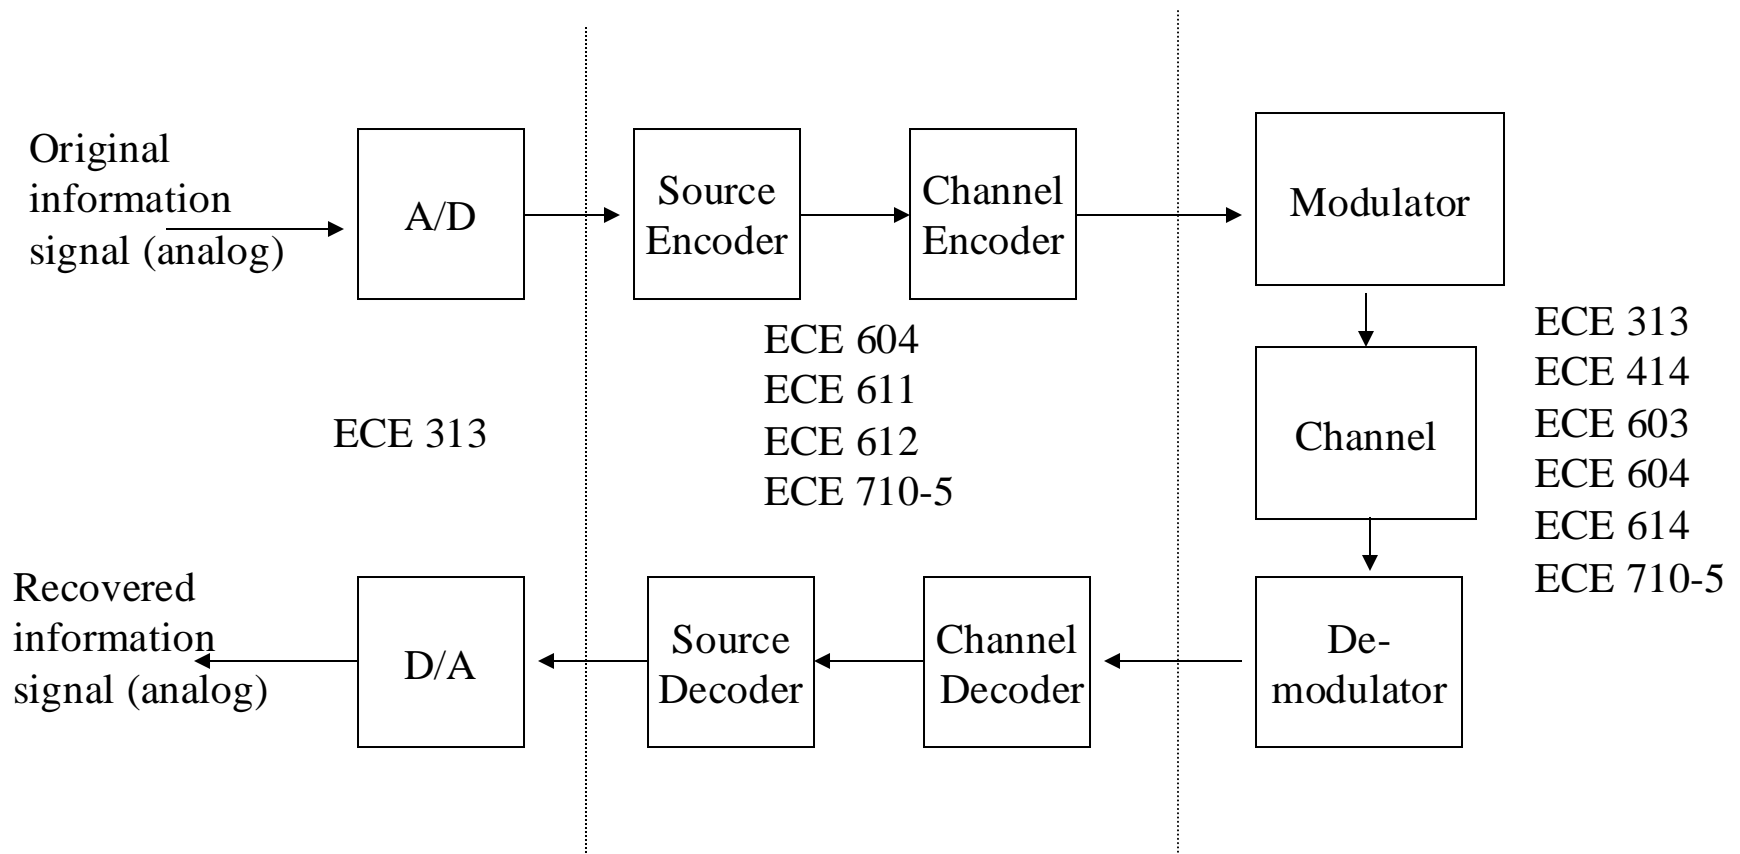 Original
information
signal (analog)
A/D
Source
Encoder
Channel
Encoder
Modulator
ECE 313
ECE 604
ECE 611
ECE 612
ECE 710-5
Channel
ECE 313
ECE 414
ECE 603
ECE 604
ECE 614
ECE 710-5
Recovered
information
signal (analog)
D/A
Source
Decoder
Channel
Decoder
De-
modulator